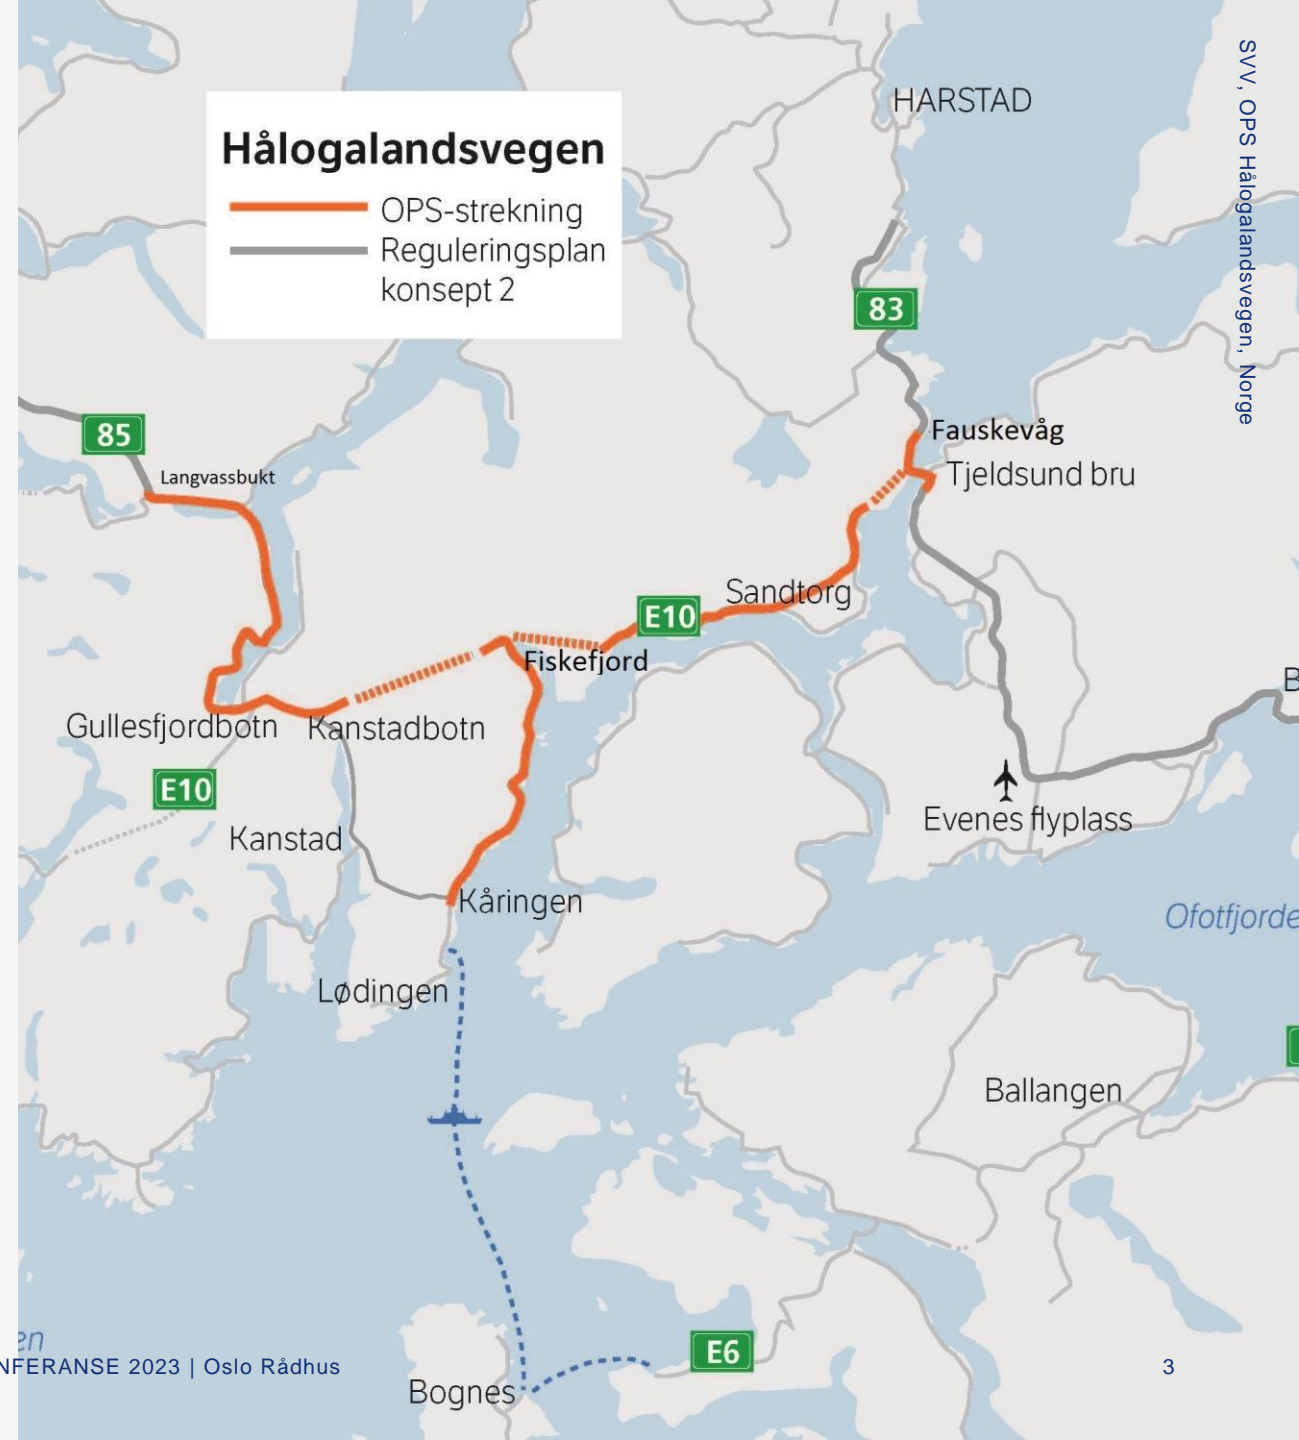 HARSTAD
SVV, OPS Hålogalandsvegen, Norge
Hålogalandsvegen
OPS-strekning
Reguleringsplan
konsept 2
83
85
Fauskevåg
Langvassbukt
Tjeldsund bru
Sandtorg
E10
Fiskefjord
B
Gullesfjordbotn
Kanstadbotn
E10
Evenes flyplass
Kanstad
Kåringen
Ofotfjorde
Lødingen
Ballangen
en
E6
NFERANSE 2023 | Oslo Rådhus
3
Bognes